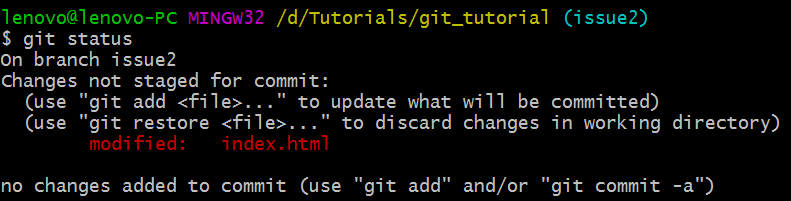 lenovo@lenovo-PC MINGW32 /d/Tutorials/git_tutorial (issue2)
$ git status
On branch issue2
Changes not staged for commit:
  (use "git add <file>..." to update what will be committed)
  (use "git restore <file>..." to discard changes in working directory)
        modified:   index.html
no changes added to commit (use "git add" and/or "git commit -a")